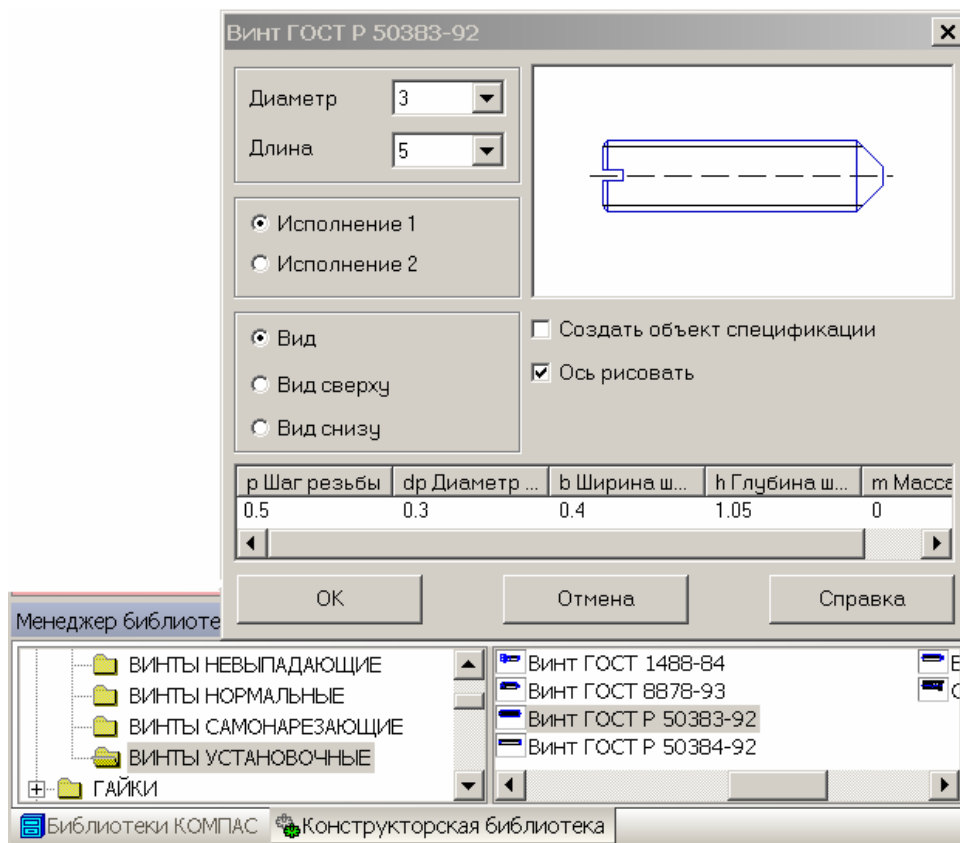 Винт ГОСТ Р 50383-92
Диаметр 3
Длина 5
Исполнение 1
Исполнение 2
Вид
Вид сверху
Вид снизу
Создать объект спецификации
Ось рисовать
p Шаг резьбы dp Диаметр ... b Ширина ш... h Глубина ш... m Масса
0.5 0.3 0.4 1.05 0
OK Отмена Справка
Менеджер библиоте
ВИНТЫ НЕВЫПАДАЮЩИЕ
ВИНТЫ НОРМАЛЬНЫЕ
ВИНТЫ САМОНАРЕЗАЮЩИЕ
ВИНТЫ УСТАНОВОЧНЫЕ
ГАЙКИ
Винт ГОСТ 1488-84
Винт ГОСТ 8878-93
Винт ГОСТ Р 50383-92
Винт ГОСТ Р 50384-92
Библиотеки КОМПАС Конструкторская библиотека